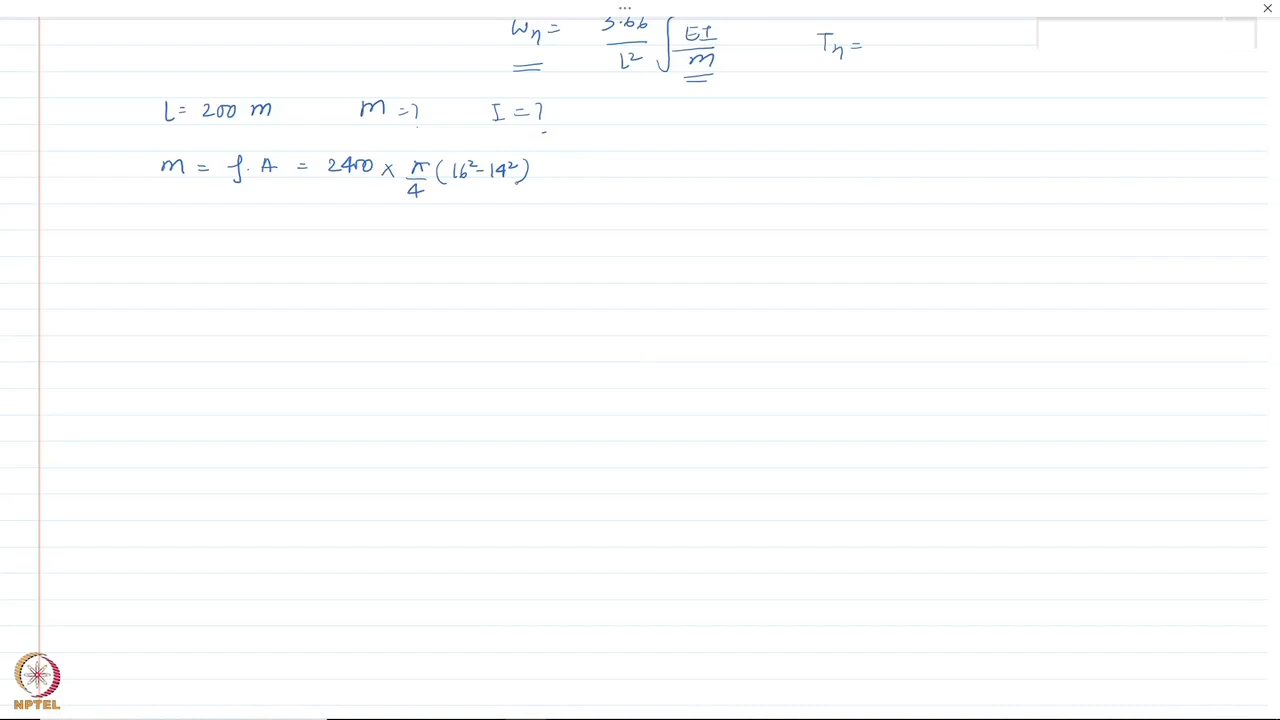 ωn = 3.66/L² √(EI/m)    Tn =
L = 200 m    m = ?    I = ?
m = ρ. A = 2400 × π/4 (16² - 14²)
NPTEL